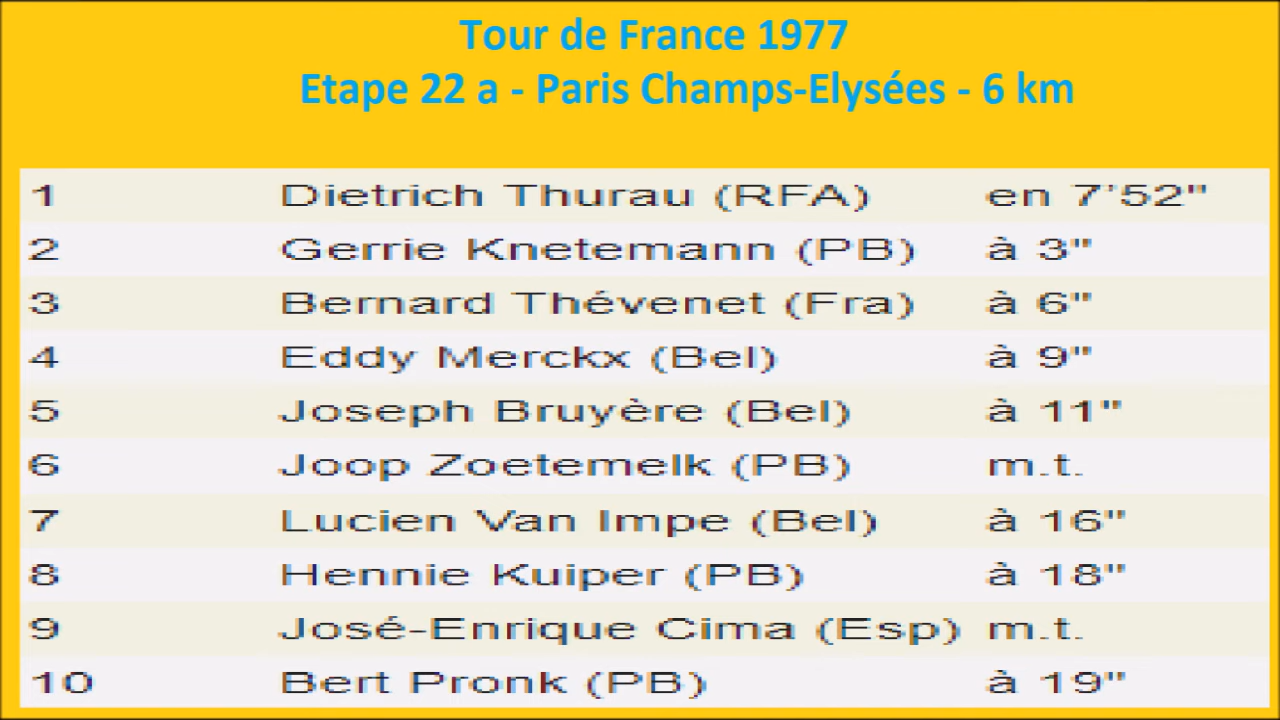 Tour de France 1977
Etape 22 a - Paris Champs-Elysées - 6 km
1 Dietrich Thurau (RFA) en 7'52"
2 Gerrie Knetemann (PB) à 3"
3 Bernard Thévenet (Fra) à 6"
4 Eddy Merckx (Bel) à 9"
5 Joseph Bruyère (Bel) à 11"
6 Joop Zoetemelk (PB) m.t.
7 Lucien Van Impe (Bel) à 16"
8 Hennie Kuiper (PB) à 18"
9 José-Enrique Cima (Esp) m.t.
10 Bert Pronk (PB) à 19"